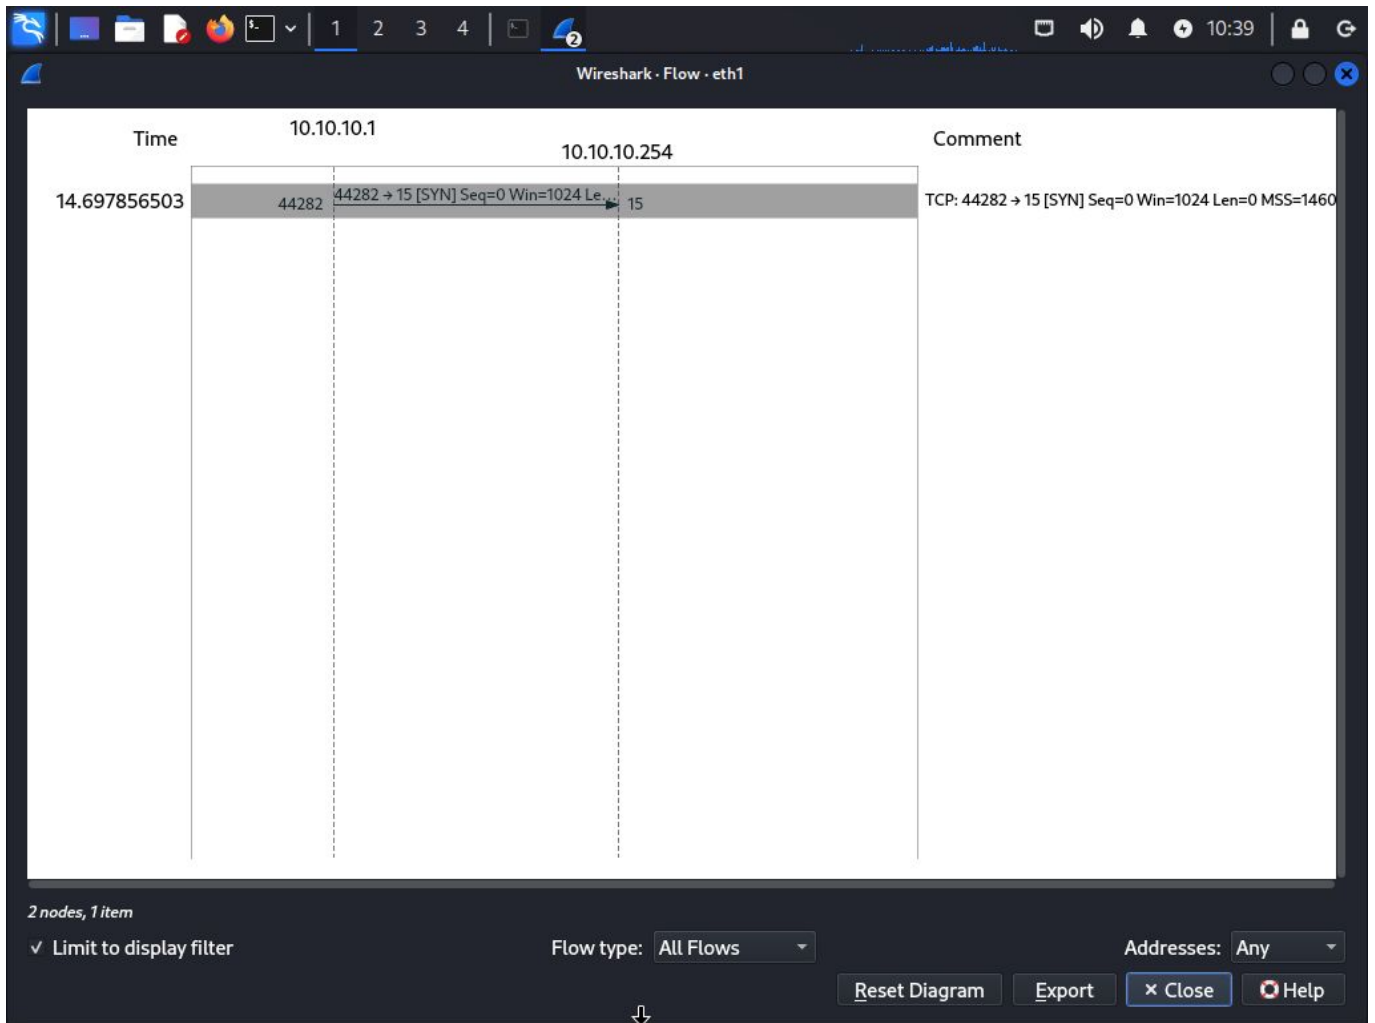 1 2 3 4 2 10:39
Wireshark · Flow · eth1
Time 10.10.10.1 10.10.10.254 Comment
14.697856503 44282 44282 → 15 [SYN] Seq=0 Win=1024 Le... 15 TCP: 44282 → 15 [SYN] Seq=0 Win=1024 Len=0 MSS=1460
2 nodes, 1 item
✓ Limit to display filter Flow type: All Flows Addresses: Any
Reset Diagram Export × Close Help